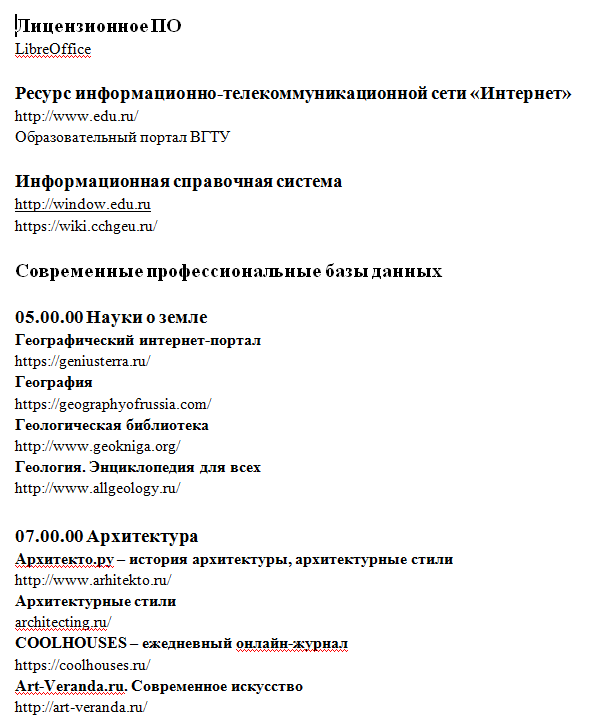 Лицензионное ПО
LibreOffice
Ресурс информационно-телекоммуникационной сети «Интернет»
http://www.edu.ru/
Образовательный портал ВГТУ
Информационная справочная система
http://window.edu.ru
https://wiki.cchgeu.ru/
Современные профессиональные базы данных
05.00.00 Науки о земле
Географический интернет-портал
https://geniusterra.ru/
География
https://geographyofrussia.com/
Геологическая библиотека
http://www.geokniga.org/
Геология. Энциклопедия для всех
http://www.allgeology.ru/
07.00.00 Архитектура
Архитекто.ру – история архитектуры, архитектурные стили
http://www.arhitekto.ru/
Архитектурные стили
architecting.ru/
COOLHOUSES – ежедневный онлайн-журнал
https://coolhouses.ru/
Art-Veranda.ru. Современное искусство
http://art-veranda.ru/